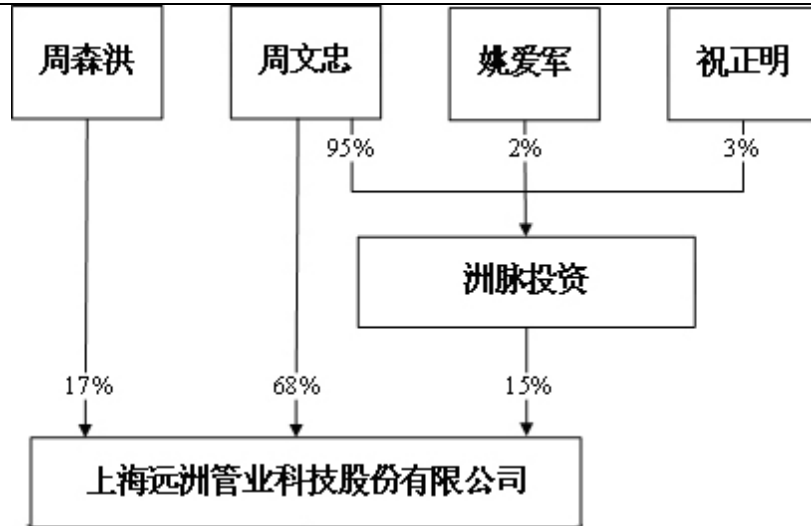 周森洪
周文忠
姚爱军
祝正明
95%
2%
3%
洲脉投资
17%
68%
15%
上海远洲管业科技股份有限公司